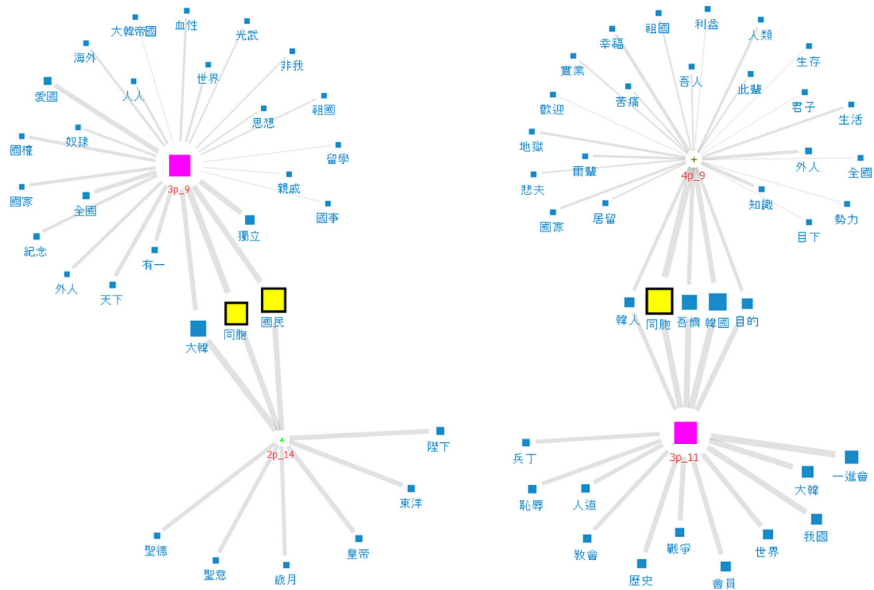 大韓帝國
血性
光武
海外
世界
非我
愛國
人人
祖國
思想
奴隸
國權
留學
3p_9
親戚
國家
全國
國事
獨立
紀念
有一
外人
天下
國民
同胞
大韓
2p_14
陛下
東洋
聖德
聖意
歲月
皇帝
祖國
利益
人類
幸福
生存
實業
吾人
此輩
苦痛
歡迎
君子
生活
地獄
爾輩
4p_9
外人
全國
悲夫
知識
國家
居留
勢力
目下
韓人
同胞
吾儕
韓國
目的
兵丁
3p_11
一進會
大韓
恥辱
人道
我國
敎會
戰爭
世界
歷史
會員